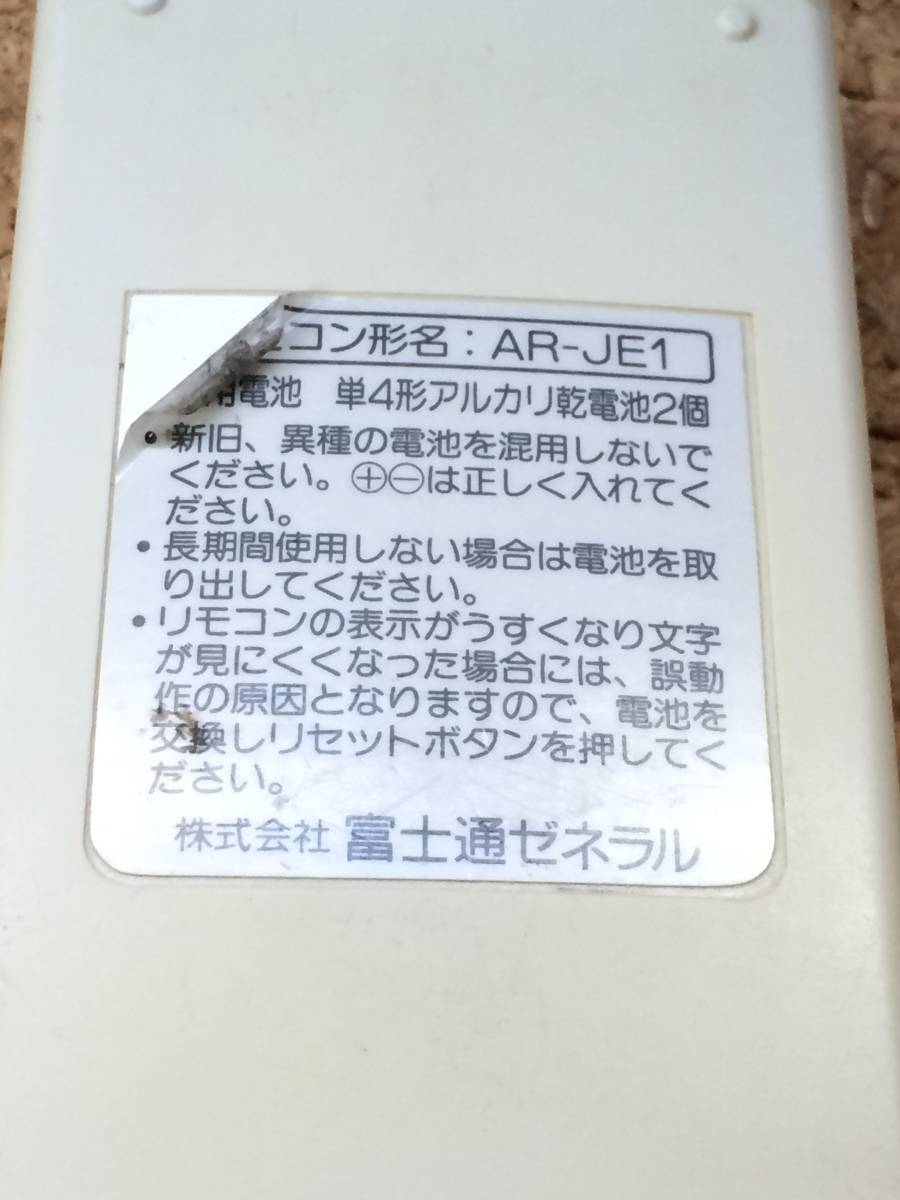 モコン形名：AR-JE1
用電池　単4形アルカリ乾電池2個
・新旧、異種の電池を混用しないで
ください。⊕⊖は正しく入れてく
ださい。
・長期間使用しない場合は電池を取
り出してください。
・リモコンの表示がうすくなり文字
が見にくくなった場合には、誤動
作の原因となりますので、電池を
交換しリセットボタンを押してく
ださい。
株式会社 富士通ゼネラル